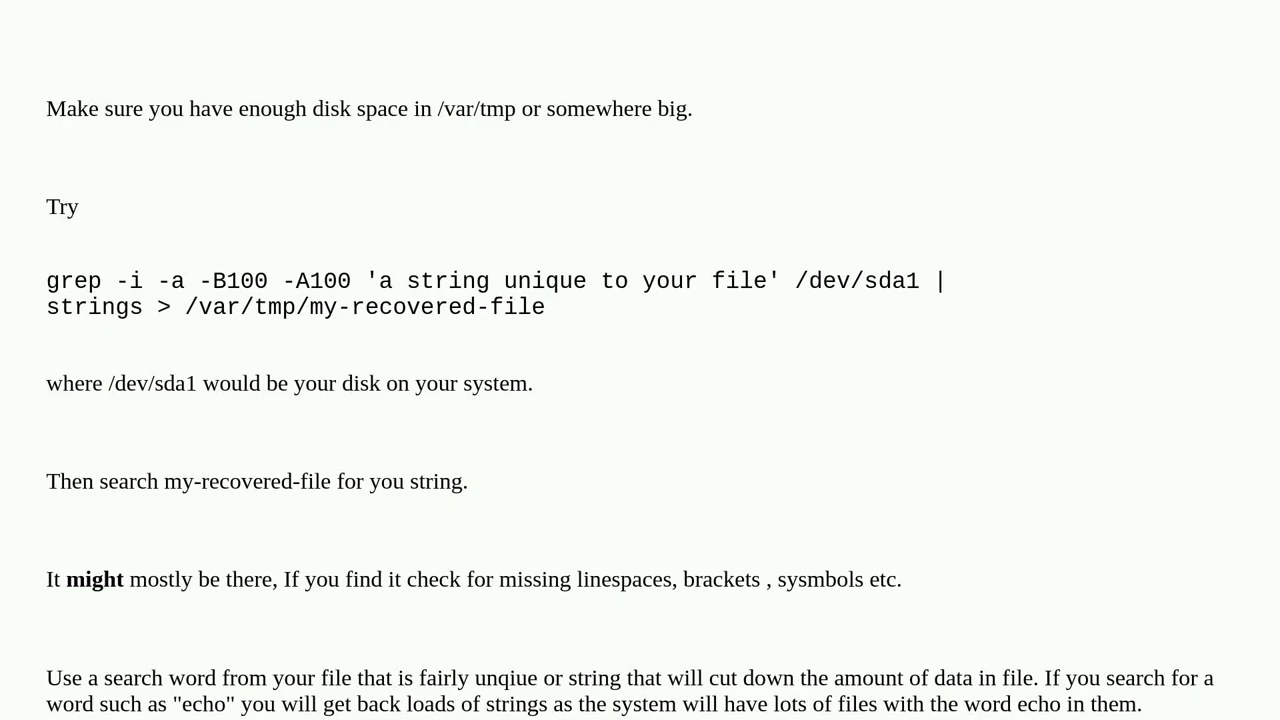 Make sure you have enough disk space in /var/tmp or somewhere big.
Try
grep -i -a -B100 -A100 'a string unique to your file' /dev/sda1 |
strings > /var/tmp/my-recovered-file
where /dev/sda1 would be your disk on your system.
Then search my-recovered-file for you string.
It might mostly be there, If you find it check for missing linespaces, brackets , sysmbols etc.
Use a search word from your file that is fairly unqiue or string that will cut down the amount of data in file. If you search for a
word such as "echo" you will get back loads of strings as the system will have lots of files with the word echo in them.